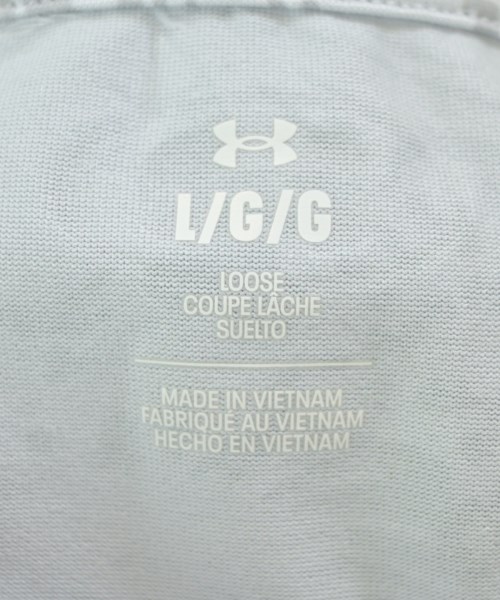 L/G/G
LOOSE
COUPE LÂCHE
SUELTO
MADE IN VIETNAM
FABRIQUÉ AU VIETNAM
HECHO EN VIETNAM